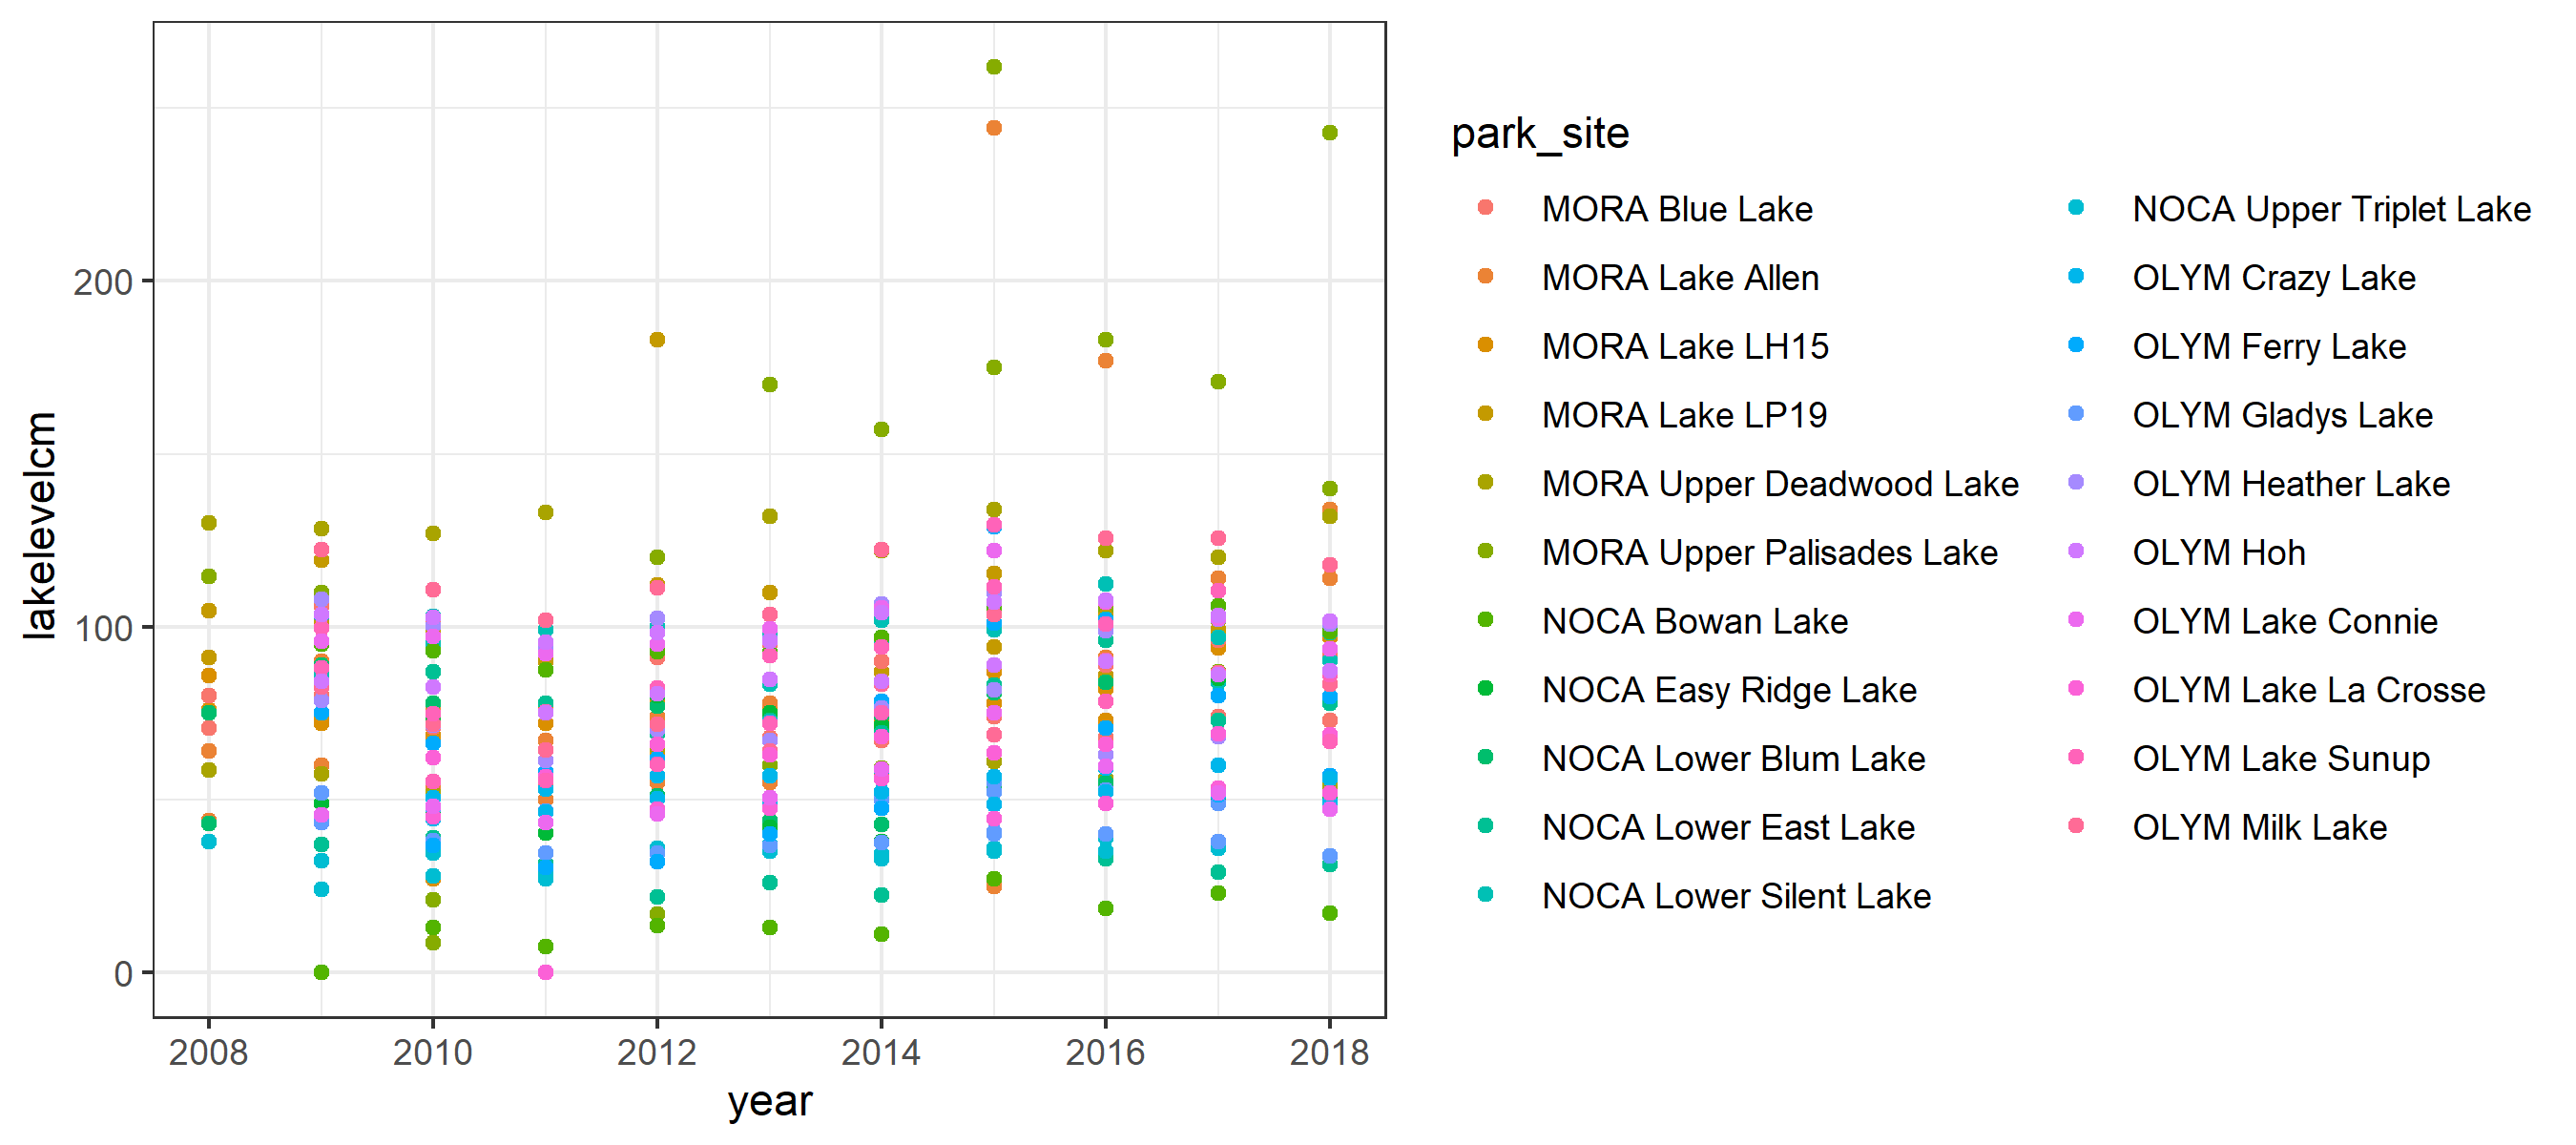 park_site
MORA Blue Lake
MORA Lake Allen
MORA Lake LH15
MORA Lake LP19
MORA Upper Deadwood Lake
MORA Upper Palisades Lake
NOCA Bowan Lake
NOCA Easy Ridge Lake
NOCA Lower Blum Lake
NOCA Lower East Lake
NOCA Lower Silent Lake
NOCA Upper Triplet Lake
OLYM Crazy Lake
OLYM Ferry Lake
OLYM Gladys Lake
OLYM Heather Lake
OLYM Hoh
OLYM Lake Connie
OLYM Lake La Crosse
OLYM Lake Sunup
OLYM Milk Lake
lakelevelcm
200
100
0
2008 2010 2012 2014 2016 2018
year